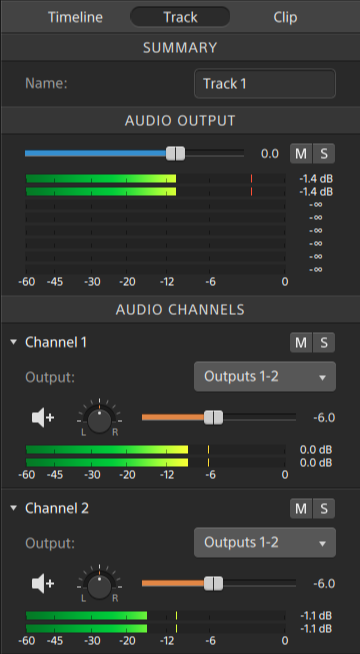 Timeline Track Clip
SUMMARY
Name: Track 1
AUDIO OUTPUT
0.0 M S
-1.4 dB
-1.4 dB
-∞
-∞
-∞
-∞
-∞
-∞
-60 -45 -30 -20 -12 -6 0
AUDIO CHANNELS
Channel 1 M S
Output: Outputs 1-2
L R -6.0
0.0 dB
0.0 dB
-60 -45 -30 -20 -12 -6 0
Channel 2 M S
Output: Outputs 1-2
L R -6.0
-1.1 dB
-1.1 dB
-60 -45 -30 -20 -12 -6 0